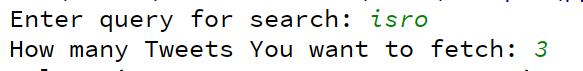 Enter query for search: isro
How many Tweets You want to fetch: 3